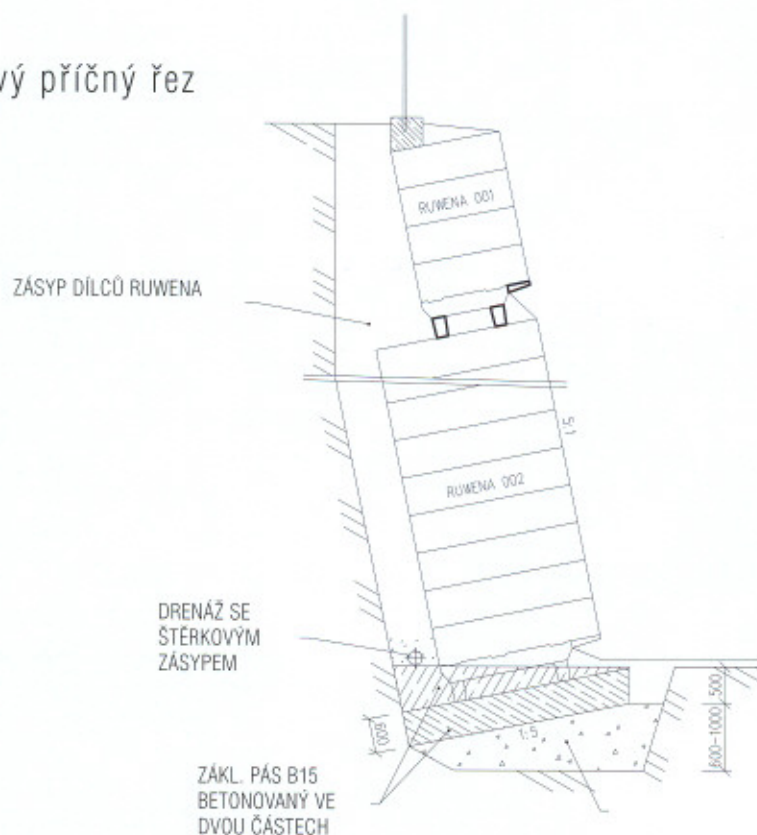 vý příčný řez
RUWENA 001
ZÁSYP DÍLCŮ RUWENA
5:1
RUWENA 002
DRENÁŽ SE
ŠTĚRKOVÝM
ZÁSYPEM
500
600
1:5
600-1000
ZÁKL. PÁS B15
BETONOVANÝ VE
DVOU ČÁSTECH